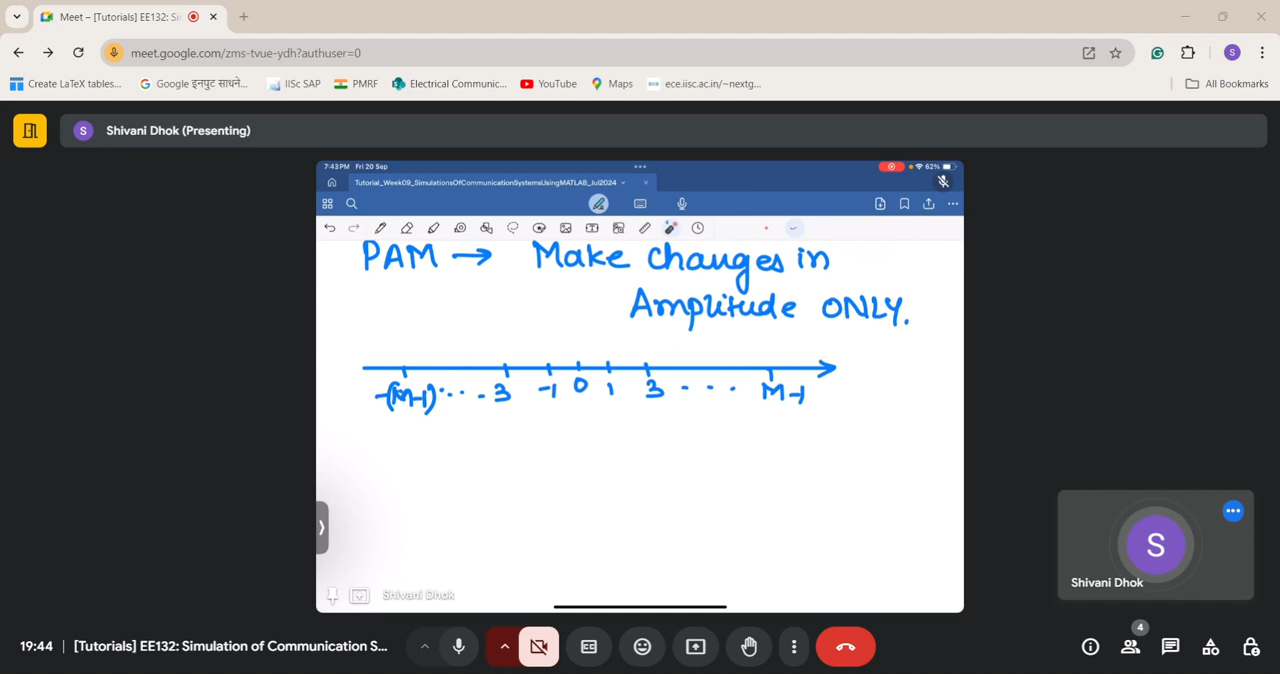 Meet – [Tutorials] EE132: Si
meet.google.com/zms-tvue-ydh?authuser=0
S
Create LaTeX tables... Google इनपुट साधने... IISc SAP PMRF Electrical Communic... YouTube Maps ece.iisc.ac.in/~nextg... All Bookmarks
S Shivani Dhok (Presenting)
7:43 PM Fri 20 Sep 62%
Tutorial_Week09_SimulationsOfCommunicationSystemsUsingMATLAB_Jul2024
PAM → Make changes in
Amplitude ONLY.
-(M-1) ... -3 -1 0 1 3 - - - M-1
S
Shivani Dhok
Shivani Dhok
4
19:44 | [Tutorials] EE132: Simulation of Communication S...